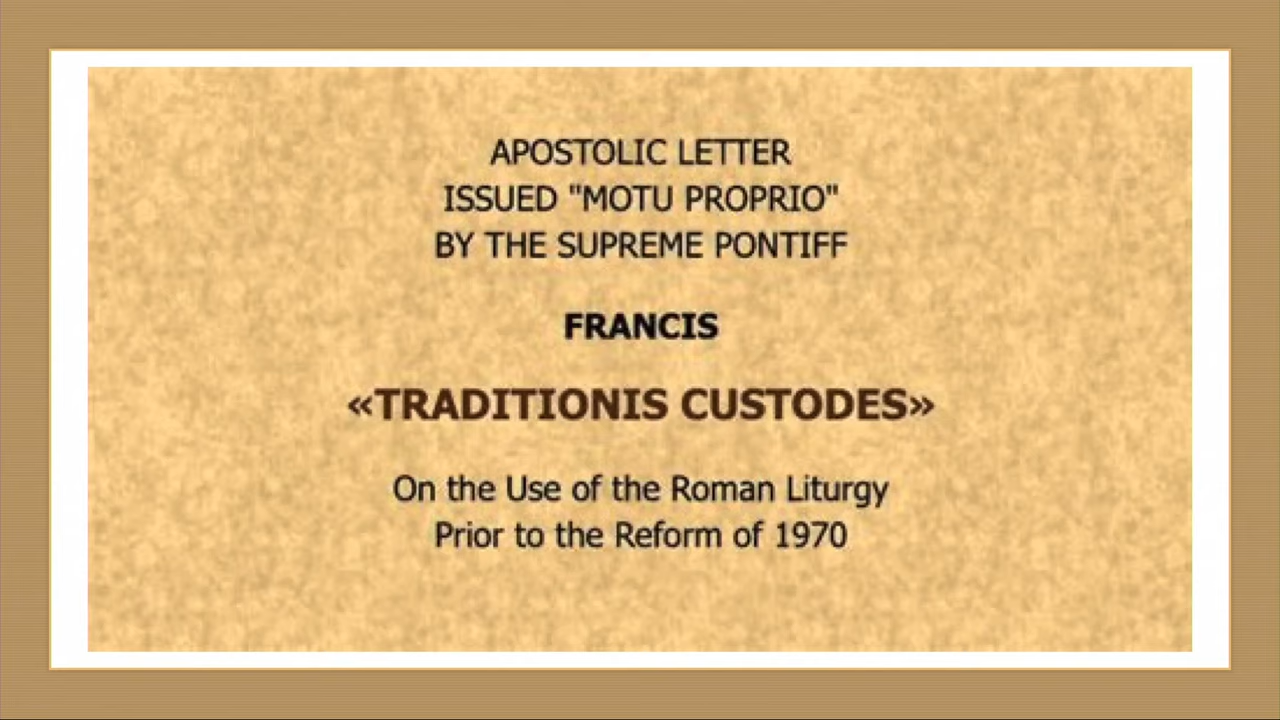 APOSTOLIC LETTER
ISSUED "MOTU PROPRIO"
BY THE SUPREME PONTIFF
FRANCIS
«TRADITIONIS CUSTODES»
On the Use of the Roman Liturgy
Prior to the Reform of 1970